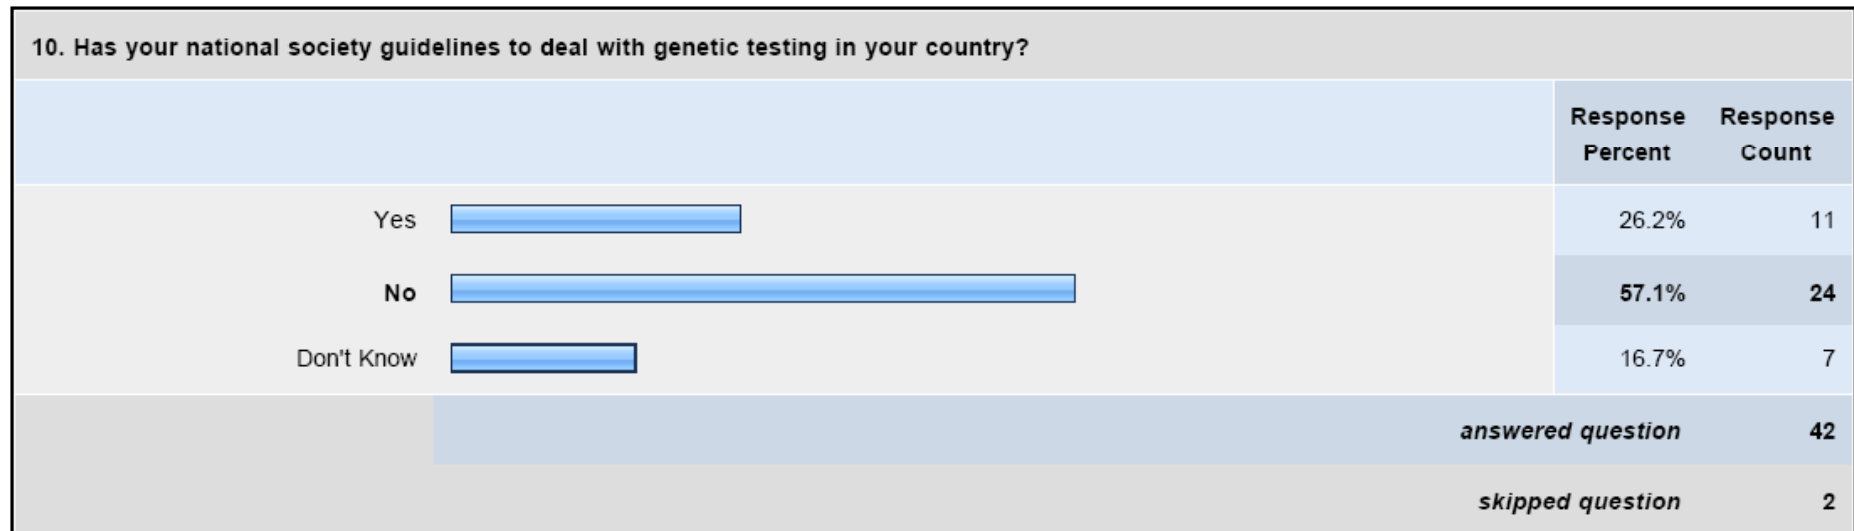 10. Has your national society guidelines to deal with genetic testing in your country?
Response Percent Response Count
Yes 26.2% 11
No 57.1% 24
Don't Know 16.7% 7
answered question 42
skipped question 2